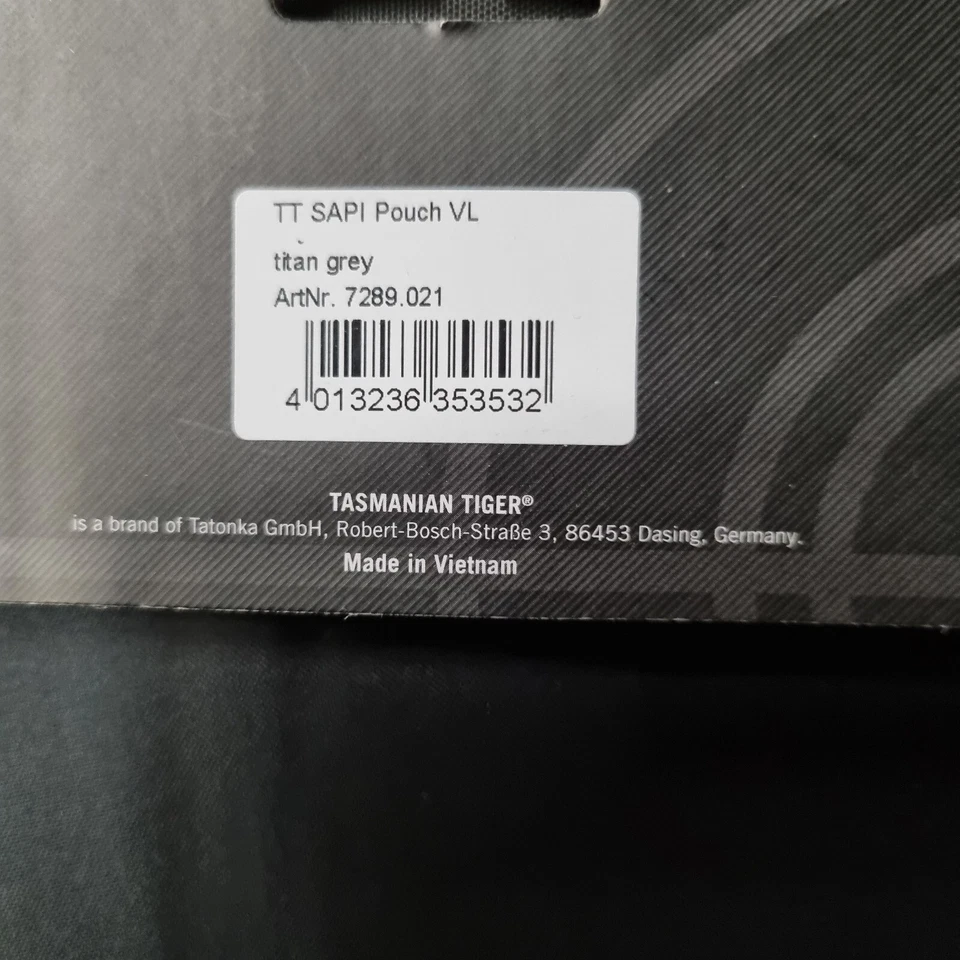 TT SAPI Pouch VL
titan grey
ArtNr. 7289.021
4 013236 353532
TASMANIAN TIGER®
is a brand of Tatonka GmbH, Robert-Bosch-Straße 3, 86453 Dasing, Germany.
Made in Vietnam